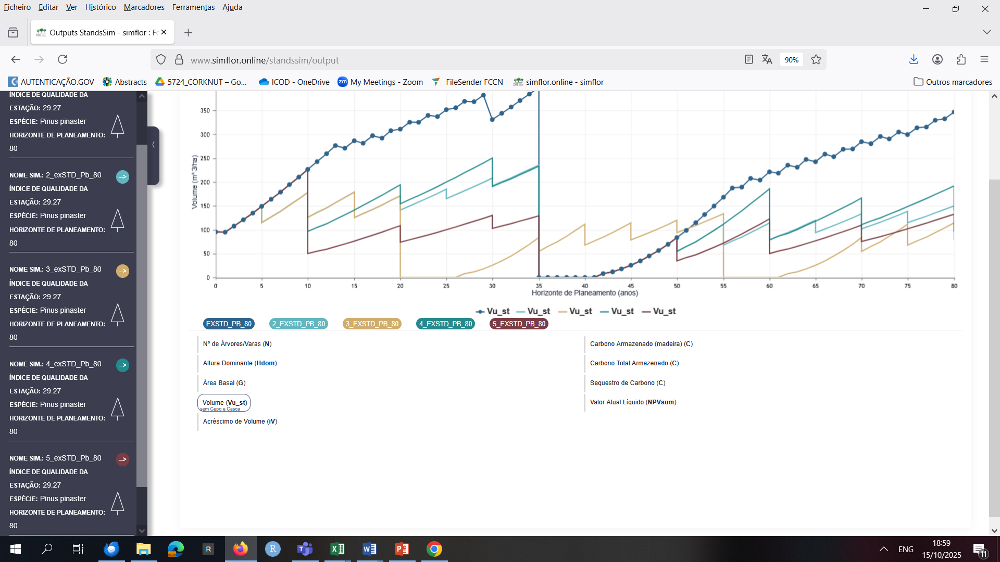 Ficheiro Editar Ver Histórico Marcadores Ferramentas Ajuda
Outputs StandsSim - simflor : Fo
www.simflor.online/standssim/output
90%
AUTENTICAÇÃO.GOV Abstracts 5724_CORKNUT – Go... ICOD - OneDrive My Meetings - Zoom FileSender FCCN simflor.online - simflor Outros marcadores
ÍNDICE DE QUALIDADE DA
ESTAÇÃO: 29.27
ESPÉCIE: Pinus pinaster
HORIZONTE DE PLANEAMENTO:
80
NOME SIM.: 2_exSTD_Pb_80
-->
ÍNDICE DE QUALIDADE DA
ESTAÇÃO: 29.27
ESPÉCIE: Pinus pinaster
HORIZONTE DE PLANEAMENTO:
80
NOME SIM.: 3_exSTD_Pb_80
-->
ÍNDICE DE QUALIDADE DA
ESTAÇÃO: 29.27
ESPÉCIE: Pinus pinaster
HORIZONTE DE PLANEAMENTO:
80
NOME SIM.: 4_exSTD_Pb_80
-->
ÍNDICE DE QUALIDADE DA
ESTAÇÃO: 29.27
ESPÉCIE: Pinus pinaster
HORIZONTE DE PLANEAMENTO:
80
NOME SIM.: 5_exSTD_Pb_80
-->
ÍNDICE DE QUALIDADE DA
ESTAÇÃO: 29.27
ESPÉCIE: Pinus pinaster
HORIZONTE DE PLANEAMENTO:
80
Volume (m^3/ha)
350
300
250
200
150
100
50
0
0 5 10 15 20 25 30 35 40 45 50 55 60 65 70 75 80
Horizonte de Planeamento (anos)
Vu_st Vu_st Vu_st Vu_st Vu_st
EXSTD_PB_80 2_EXSTD_PB_80 3_EXSTD_PB_80 4_EXSTD_PB_80 5_EXSTD_PB_80
Nº de Árvores/Varas (N)
Altura Dominante (Hdom)
Área Basal (G)
Volume (Vu_st)
sem Cepo e Casca
Acréscimo de Volume (iV)
Carbono Armazenado (madeira) (C)
Carbono Total Armazenado (C)
Sequestro de Carbono (C)
Valor Atual Líquido (NPVsum)
ENG
18:59
15/10/2025
11